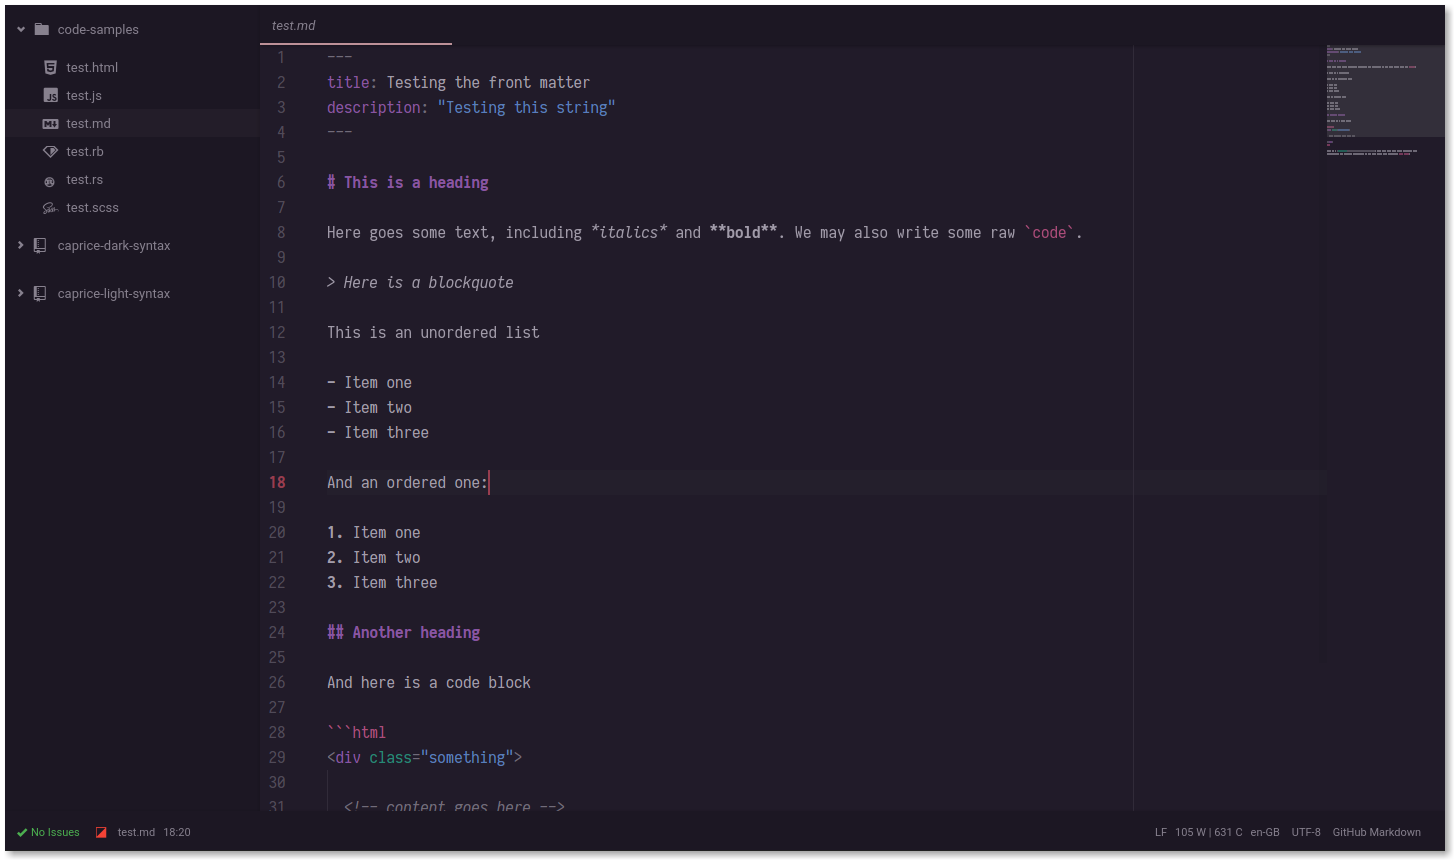 code-samples
test.html
test.js
test.md
test.rb
test.rs
test.scss
caprice-dark-syntax
caprice-light-syntax
test.md
1 ---
2 title: Testing the front matter
3 description: "Testing this string"
4 ---
5
6 # This is a heading
7
8 Here goes some text, including *italics* and **bold**. We may also write some raw `code`.
9
10 > Here is a blockquote
11
12 This is an unordered list
13
14 - Item one
15 - Item two
16 - Item three
17
18 And an ordered one:
19
20 1. Item one
21 2. Item two
22 3. Item three
23
24 ## Another heading
25
26 And here is a code block
27
28 ```html
29 <div class="something">
30
31 <!-- content goes here -->
No Issues test.md 18:20 LF 105 W | 631 C en-GB UTF-8 GitHub Markdown